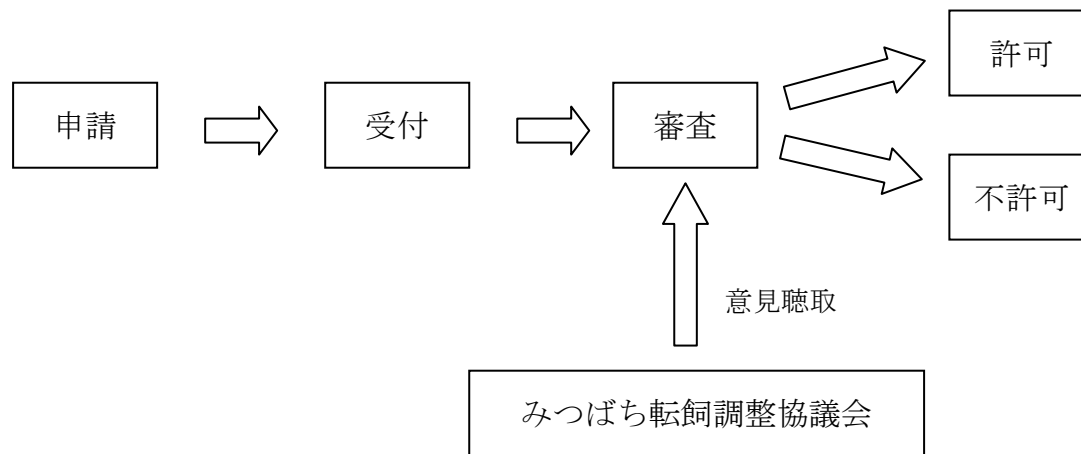 申請
受付
審査
許可
不許可
意見聴取
みつばち転飼調整協議会